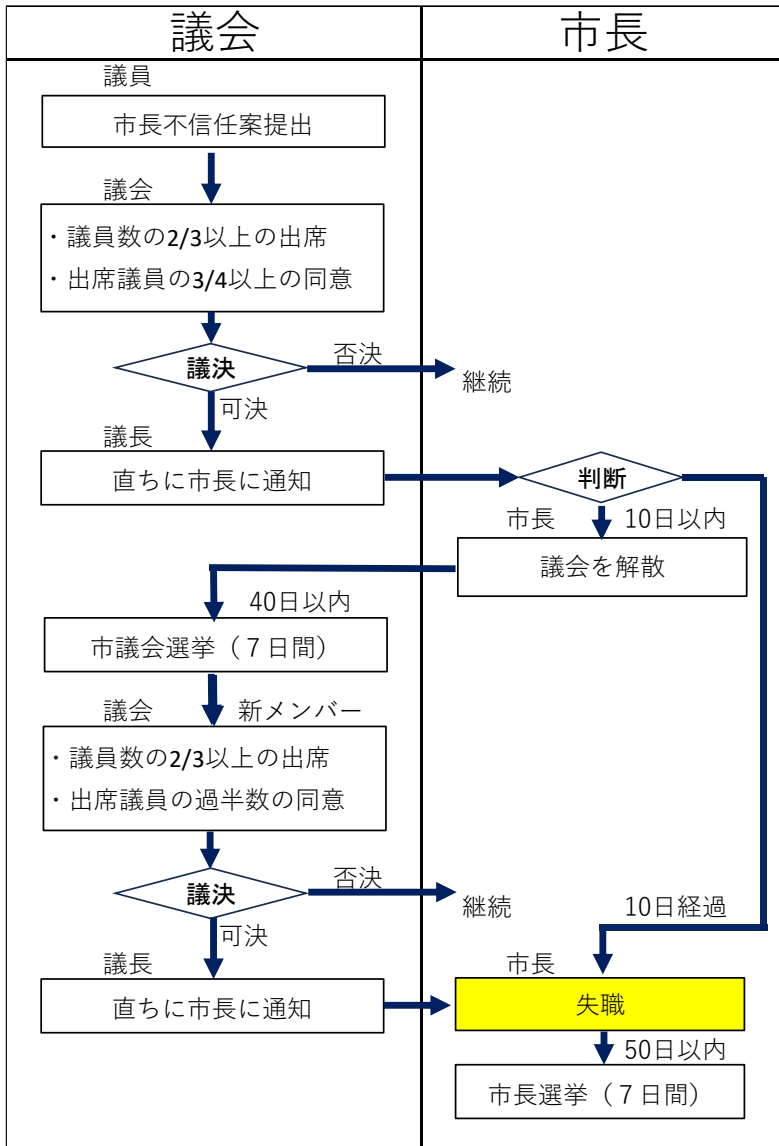 議会
市長
議員
市長不信任案提出
議会
・議員数の2/3以上の出席
・出席議員の3/4以上の同意
議決
否決
継続
可決
議長
直ちに市長に通知
判断
市長
10日以内
議会を解散
40日以内
市議会選挙（７日間）
議会
新メンバー
・議員数の2/3以上の出席
・出席議員の過半数の同意
議決
否決
継続
10日経過
可決
議長
直ちに市長に通知
市長
失職
50日以内
市長選挙（７日間）